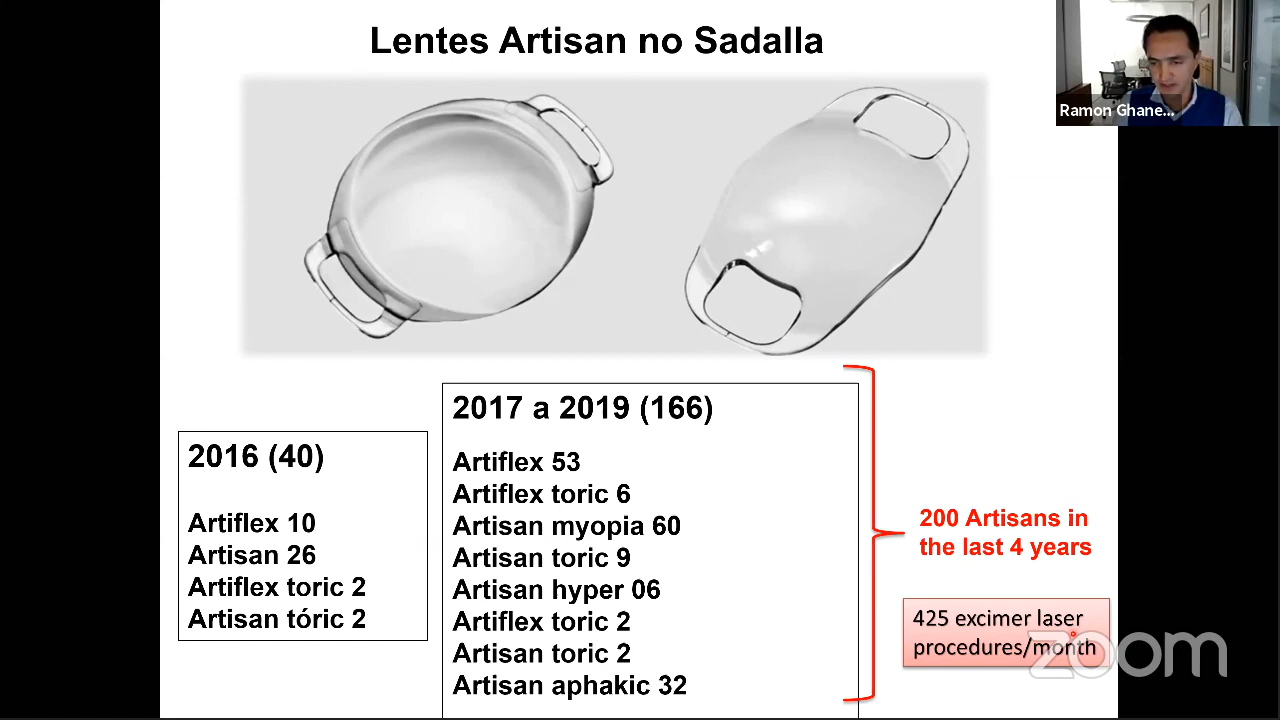 Lentes Artisan no Sadalla
Ramon Ghane...
2016 (40)
Artiflex 10
Artisan 26
Artiflex toric 2
Artisan tóric 2
2017 a 2019 (166)
Artiflex 53
Artiflex toric 6
Artisan myopia 60
Artisan toric 9
Artisan hyper 06
Artiflex toric 2
Artisan toric 2
Artisan aphakic 32
200 Artisans in
the last 4 years
425 excimer laser
procedures/month
zoom